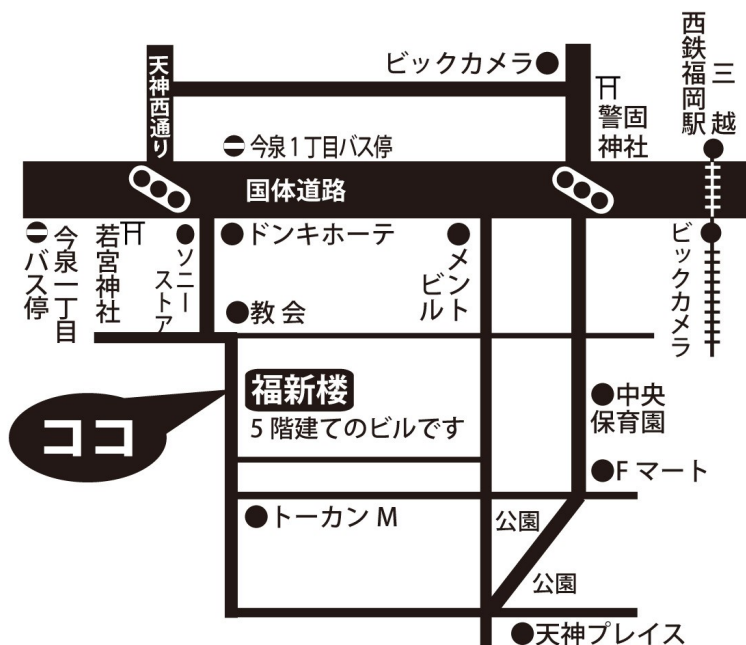 天神西通り
ビックカメラ
警固
神社
三越
西鉄福岡駅
今泉1丁目バス停
国体道路
今泉一丁目
バス停
若宮神社
ソニー
ストア
ドンキホーテ
メント
ビル
ビックカメラ
教会
福新楼
5階建てのビルです
ココ
中央
保育園
Fマート
トーカンM
公園
公園
天神プレイス